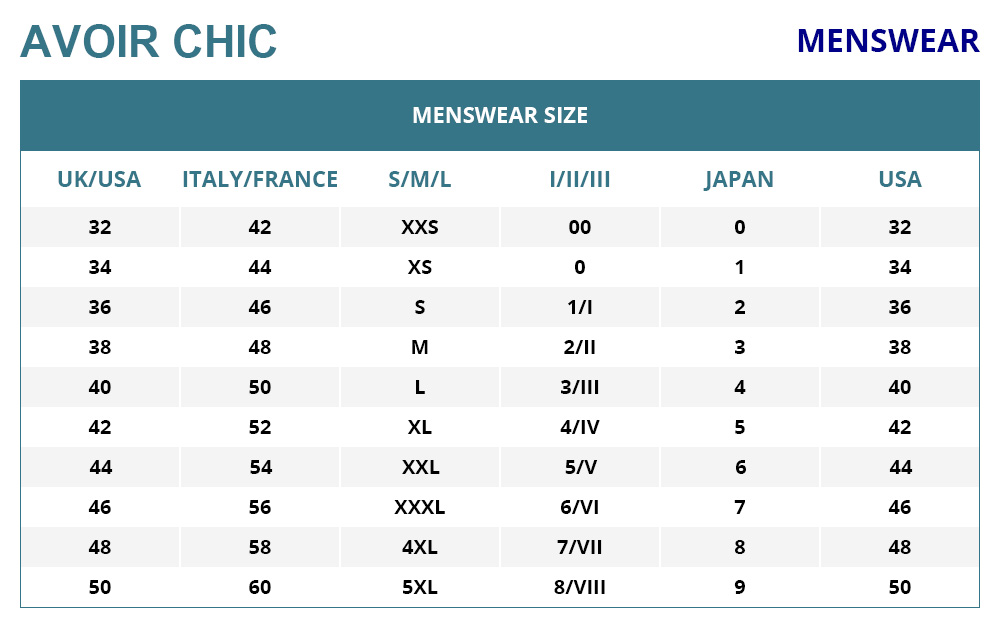 AVOIR CHIC
MENSWEAR
MENSWEAR SIZE
UK/USA ITALY/FRANCE S/M/L I/II/III JAPAN USA
32 42 XXS 00 0 32
34 44 XS 0 1 34
36 46 S 1/I 2 36
38 48 M 2/II 3 38
40 50 L 3/III 4 40
42 52 XL 4/IV 5 42
44 54 XXL 5/V 6 44
46 56 XXXL 6/VI 7 46
48 58 4XL 7/VII 8 48
50 60 5XL 8/VIII 9 50